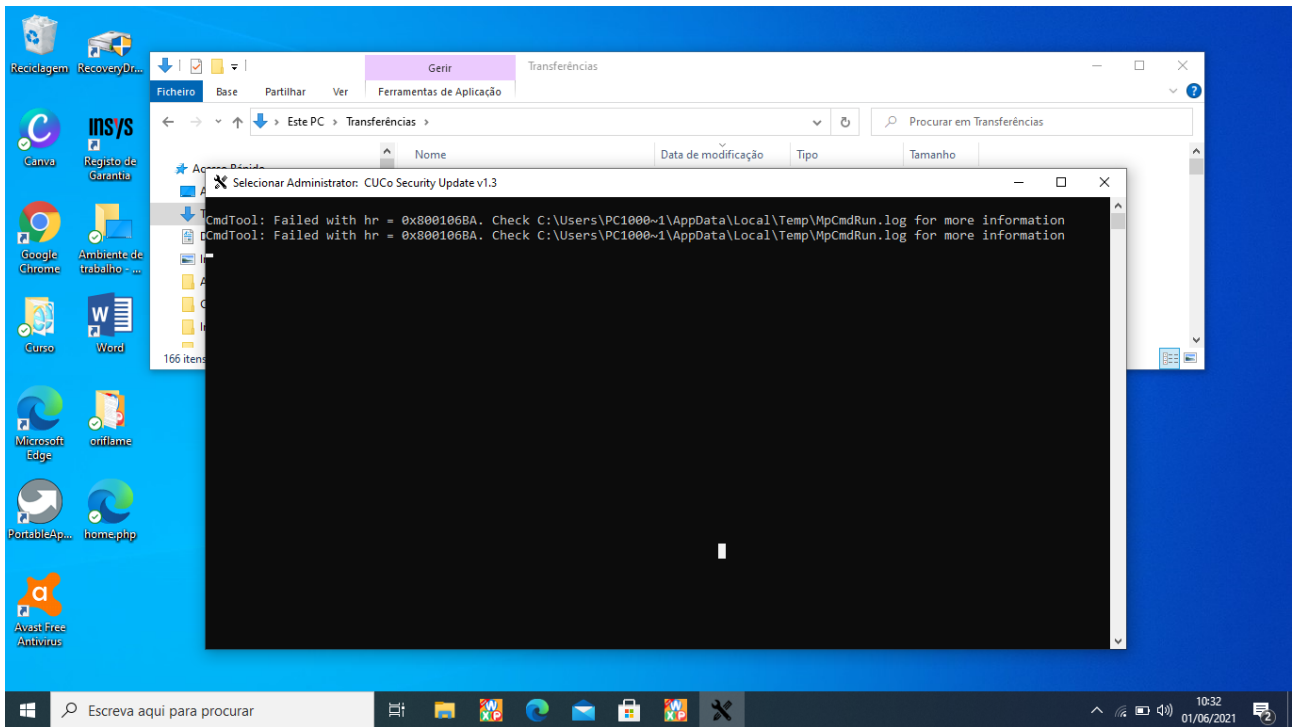 Reciclagem
RecoveryDr...
Gerir
Transferências
Ficheiro Base Partilhar Ver Ferramentas de Aplicação
Este PC > Transferências >
Procurar em Transferências
Nome Data de modificação Tipo Tamanho
Canva
insys
Registo de
Garantia
Selecionar Administrator: CUCo Security Update v1.3
CmdTool: Failed with hr = 0x800106BA. Check C:\Users\PC1000~1\AppData\Local\Temp\MpCmdRun.log for more information
CmdTool: Failed with hr = 0x800106BA. Check C:\Users\PC1000~1\AppData\Local\Temp\MpCmdRun.log for more information
Google
Chrome
Ambiente de
trabalho - ...
Curso
Word
166 itens
Microsoft
Edge
oriflame
PortableAp...
home.php
Avast Free
Antivirus
Escreva aqui para procurar
10:32
01/06/2021
2